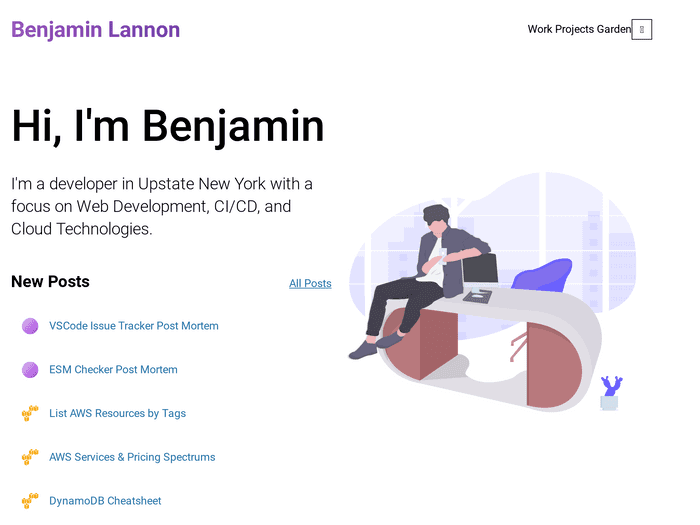 Benjamin Lannon
Work Projects Garden
Hi, I'm Benjamin
I'm a developer in Upstate New York with a
focus on Web Development, CI/CD, and
Cloud Technologies.
New Posts
All Posts
VSCode Issue Tracker Post Mortem
ESM Checker Post Mortem
List AWS Resources by Tags
AWS Services & Pricing Spectrums
DynamoDB Cheatsheet